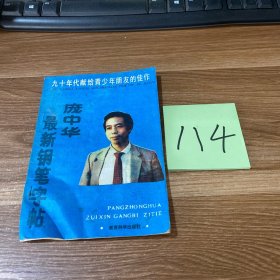 九十年代献给青少年朋友的佳作
庞中华
最新钢笔字帖
PANGZHONGHUA
ZUIXIN GANGBI ZITIE
114